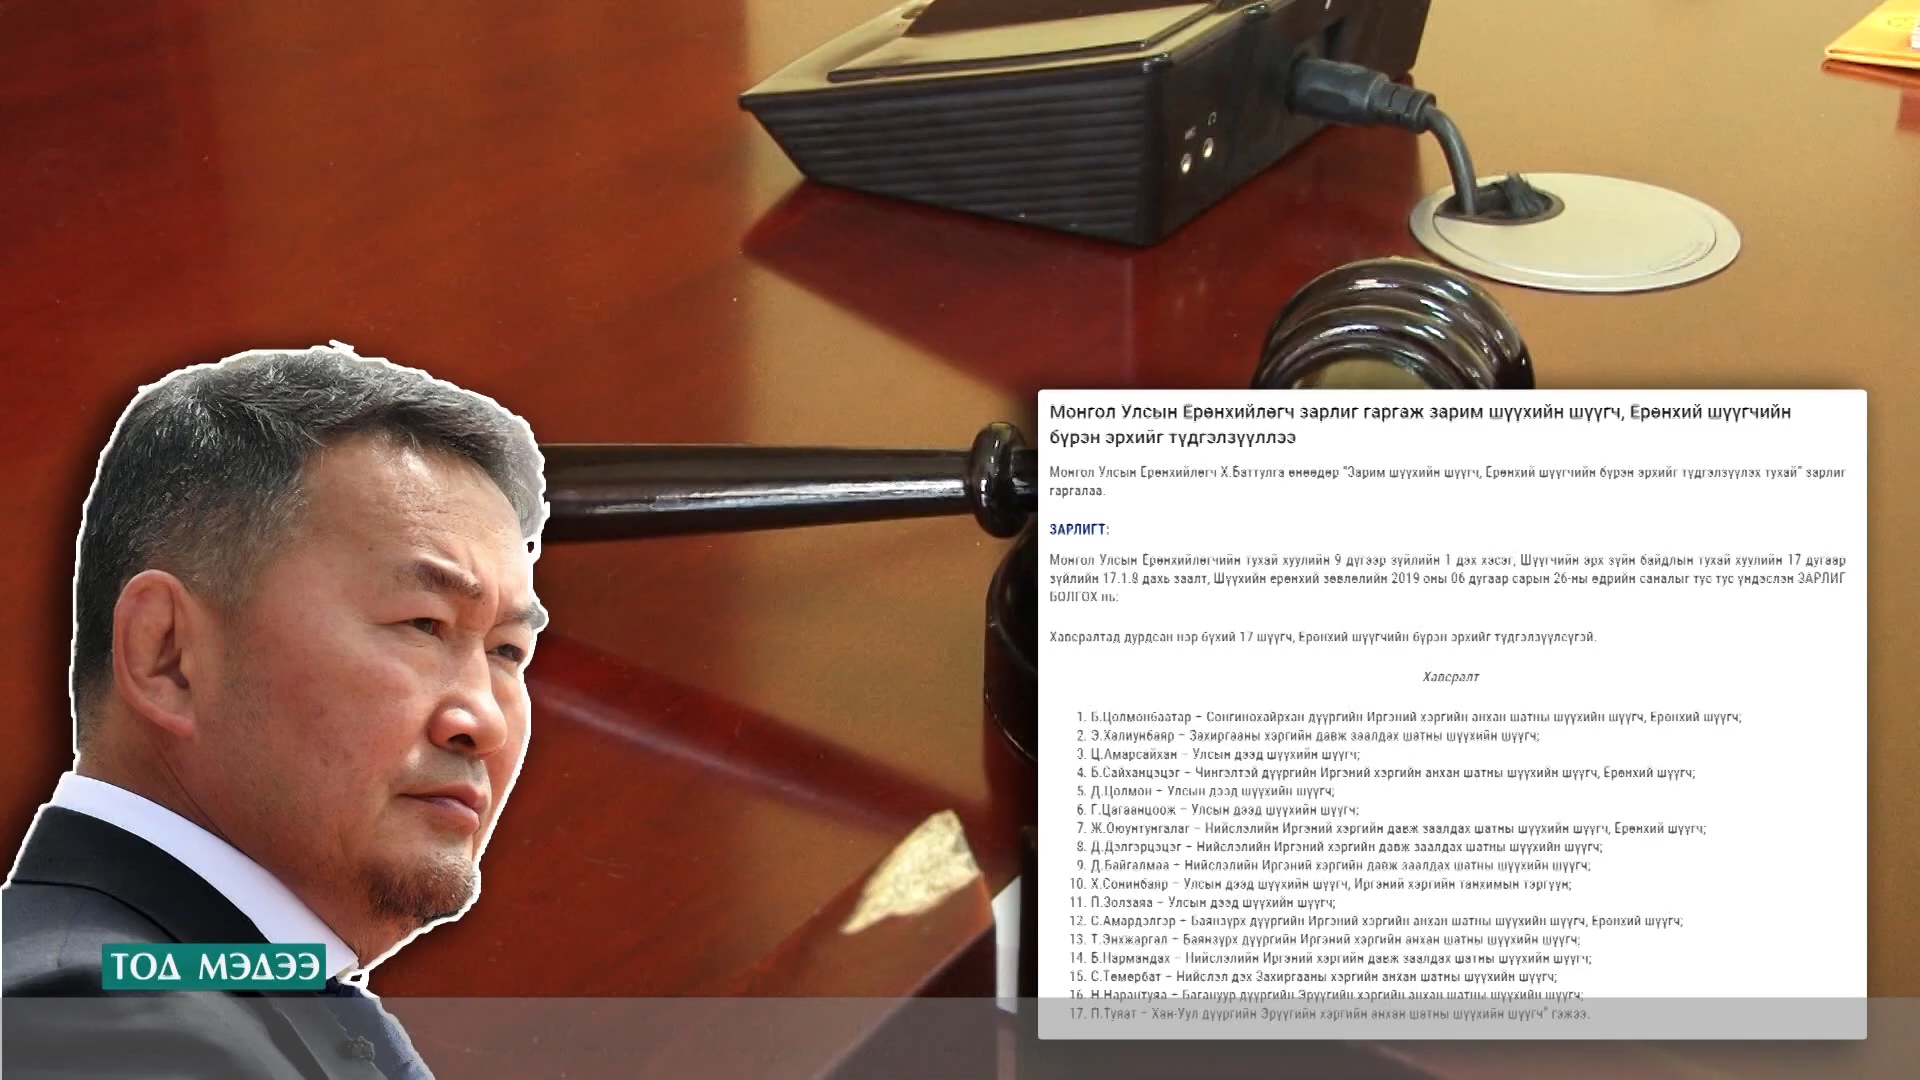 Монгол Улсын Ерөнхийлөгч зарлиг гаргаж зарим шүүхийн шүүгч, Ерөнхий шүүгчийн
бүрэн эрхийг түдгэлзүүллээ
Монгол Улсын Ерөнхийлөгч Х.Баттулга өнөөдөр "Зарим шүүхийн шүүгч, Ерөнхий шүүгчийн бүрэн эрхийг түдгэлзүүлэх тухай" зарлиг
гаргалаа.
ЗАРЛИГТ:
Монгол Улсын Ерөнхийлөгчийн тухай хуулийн 9 дүгээр зүйлийн 1 дэх хэсэг, Шүүгчийн эрх зүйн байдлын тухай хуулийн 17 дугаар
зүйлийн 17.1.8 дахь заалт, Шүүхийн ерөнхий зөвлөлийн 2019 оны 06 дугаар сарын 26-ны өдрийн саналыг тус тус үндэслэн ЗАРЛИГ
БОЛГОХ нь:
Хавсралтад дурдсан нэр бүхий 17 шүүгч, Ерөнхий шүүгчийн бүрэн эрхийг түдгэлзүүлсүгэй.
Хавсралт
1. Б.Цолмонбаатар – Сонгинохайрхан дүүргийн Иргэний хэргийн анхан шатны шүүхийн шүүгч, Ерөнхий шүүгч;
2. Э.Халиунбаяр – Захиргааны хэргийн давж заалдах шатны шүүхийн шүүгч;
3. Ц.Амарсайхан – Улсын дээд шүүхийн шүүгч;
4. Б.Сайханцэцэг – Чингэлтэй дүүргийн Иргэний хэргийн анхан шатны шүүхийн шүүгч, Ерөнхий шүүгч;
5. Д.Цолмон – Улсын дээд шүүхийн шүүгч;
6. Г.Цагаанцоож – Улсын дээд шүүхийн шүүгч;
7. Ж.Оюунтунгалаг – Нийслэлийн Иргэний хэргийн давж заалдах шатны шүүхийн шүүгч, Ерөнхий шүүгч;
8. Д.Дэлгэрцэцэг – Нийслэлийн Иргэний хэргийн давж заалдах шатны шүүхийн шүүгч;
9. Д.Байгалмаа – Нийслэлийн Иргэний хэргийн давж заалдах шатны шүүхийн шүүгч;
10. Х.Сонинбаяр – Улсын дээд шүүхийн шүүгч, Иргэний хэргийн танхимын тэргүүн;
11. П.Золзаяа – Улсын дээд шүүхийн шүүгч;
12. С.Амардэлгэр – Баянзүрх дүүргийн Иргэний хэргийн анхан шатны шүүхийн шүүгч, Ерөнхий шүүгч;
13. Т.Энхжаргал – Баянзүрх дүүргийн Иргэний хэргийн анхан шатны шүүхийн шүүгч;
14. Б.Нармандах – Нийслэлийн Иргэний хэргийн давж заалдах шатны шүүхийн шүүгч;
15. С.Төмөрбат – Нийслэл дэх Захиргааны хэргийн анхан шатны шүүхийн шүүгч;
16. Н.Нарантуяа – Багануур дүүргийн Эрүүгийн хэргийн анхан шатны шүүхийн шүүгч;
17. П.Туяат – Хан-Уул дүүргийн Эрүүгийн хэргийн анхан шатны шүүхийн шүүгч" гэжээ.
ТОД МЭДЭЭ